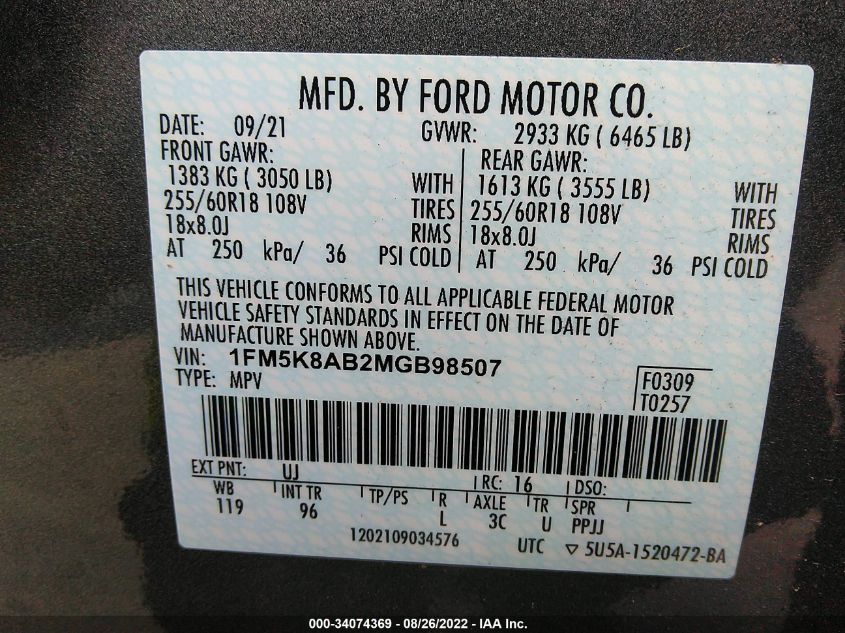 MFD. BY FORD MOTOR CO.
DATE: 09/21 GVWR: 2933 KG ( 6465 LB)
FRONT GAWR: REAR GAWR:
1383 KG ( 3050 LB) WITH 1613 KG ( 3555 LB) WITH
255/60R18 108V TIRES 255/60R18 108V TIRES
18x8.0J RIMS 18x8.0J RIMS
AT 250 kPa/ 36 PSI COLD AT 250 kPa/ 36 PSI COLD
THIS VEHICLE CONFORMS TO ALL APPLICABLE FEDERAL MOTOR
VEHICLE SAFETY STANDARDS IN EFFECT ON THE DATE OF
MANUFACTURE SHOWN ABOVE.
VIN: 1FM5K8AB2MGB98507
TYPE: MPV F0309
T0257
EXT PNT: UJ RC: 16 DSO:
WB INT TR TP/PS R AXLE TR SPR
119 96 L 3C U PPJJ
1202109034576 UTC ▽ 5U5A-1520472-BA
000-34074369 - 08/26/2022 - IAA Inc.